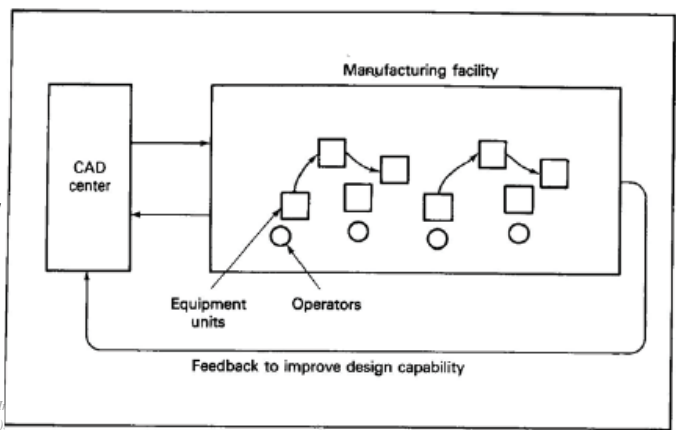 Manufacturing facility
CAD
center
Equipment
units
Operators
Feedback to improve design capability